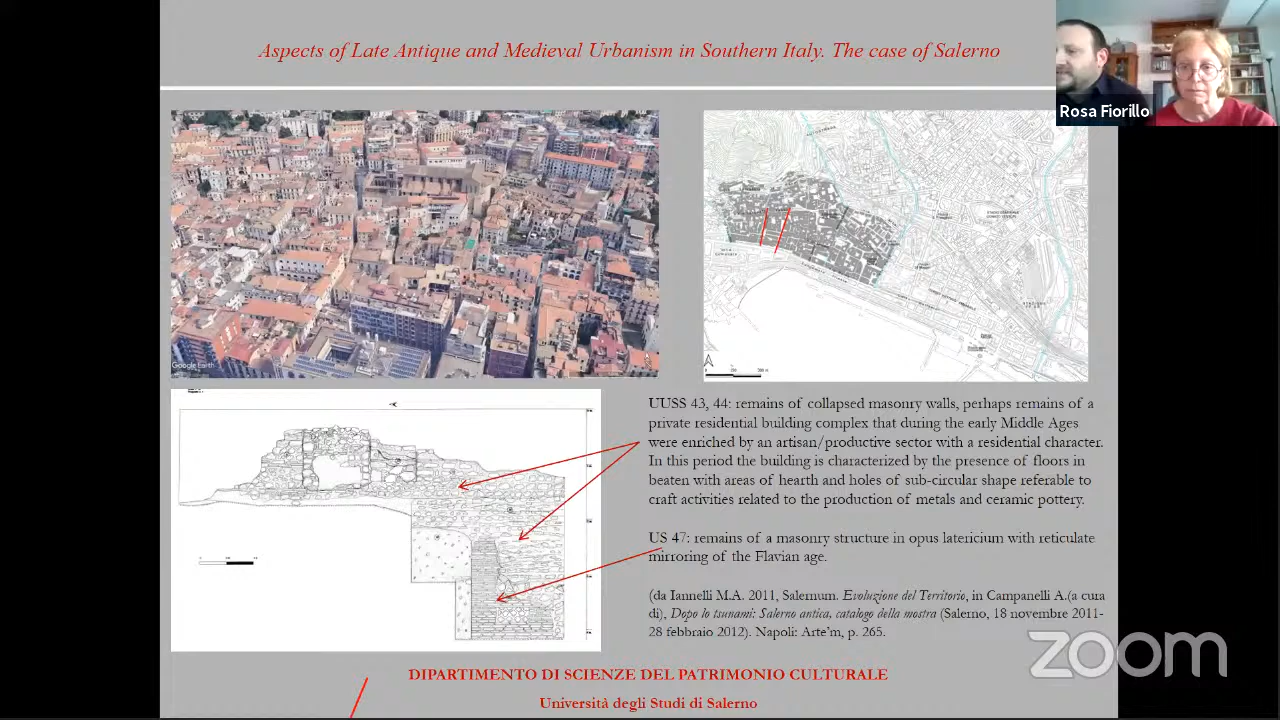 Aspects of Late Antique and Medieval Urbanism in Southern Italy. The case of Salerno
Rosa Fiorillo
Google Earth
UUSS 43, 44: remains of collapsed masonry walls, perhaps remains of a
private residential building complex that during the early Middle Ages
were enriched by an artisan/productive sector with a residential character.
In this period the building is characterized by the presence of floors in
beaten with areas of hearth and holes of sub-circular shape referable to
craft activities related to the production of metals and ceramic pottery.
US 47: remains of a masonry structure in opus latericium with reticulate
mirroring of the Flavian age.
(da Iannelli M.A. 2011, Salernum. Evoluzione del Territorio, in Campanelli A.(a cura
di), Dopo lo tsunami: Salerno antica, catalogo della mostra (Salerno, 18 novembre 2011-
28 febbraio 2012). Napoli: Arte'm, p. 265.
zoom
DIPARTIMENTO DI SCIENZE DEL PATRIMONIO CULTURALE
Università degli Studi di Salerno